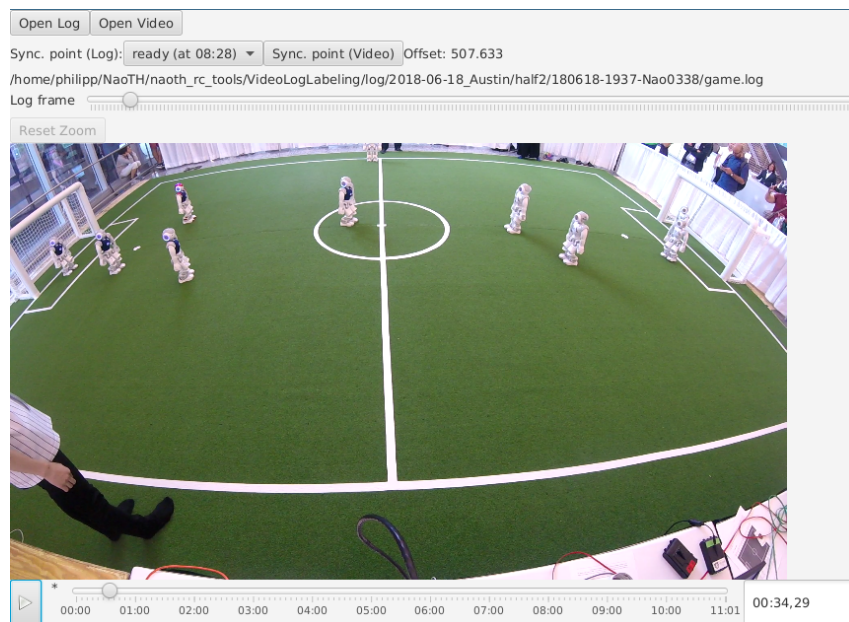 Open Log Open Video
Sync. point (Log): ready (at 08:28) Sync. point (Video) Offset: 507.633
/home/philipp/NaoTH/naoth_rc_tools/VideoLogLabeling/log/2018-06-18_Austin/half2/180618-1937-Nao0338/game.log
Log frame
Reset Zoom
*
00:00 01:00 02:00 03:00 04:00 05:00 06:00 07:00 08:00 09:00 10:00 11:01
00:34,29